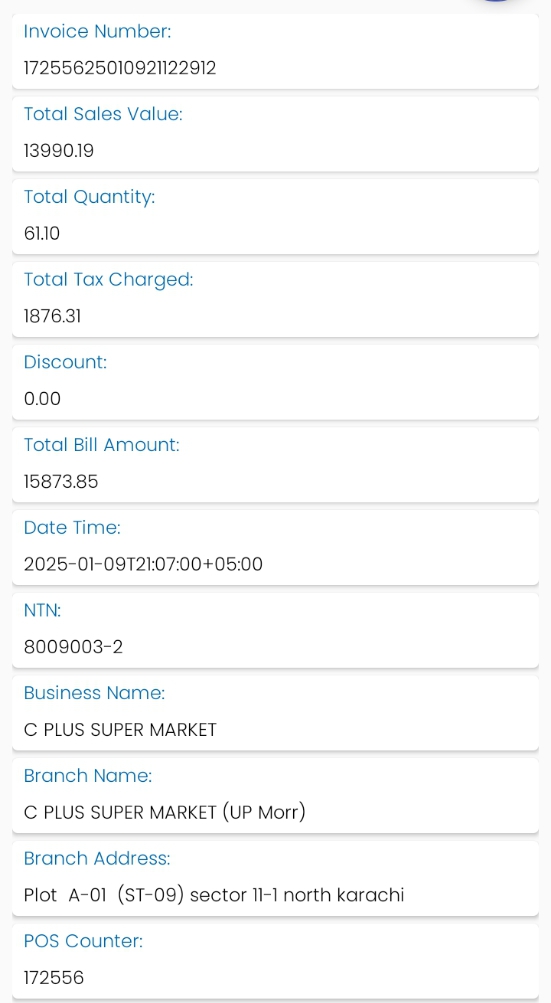 Invoice Number:
17255625010921122912
Total Sales Value:
13990.19
Total Quantity:
61.10
Total Tax Charged:
1876.31
Discount:
0.00
Total Bill Amount:
15873.85
Date Time:
2025-01-09T21:07:00+05:00
NTN:
8009003-2
Business Name:
C PLUS SUPER MARKET
Branch Name:
C PLUS SUPER MARKET (UP Morr)
Branch Address:
Plot  A-01  (ST-09) sector 11-1 north karachi
POS Counter:
172556